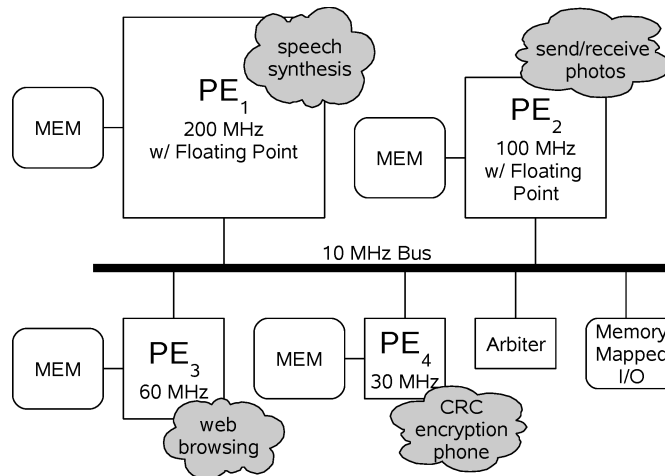 speech
synthesis
PE1
200 MHz
w/ Floating Point
MEM
send/receive
photos
PE2
100 MHz
w/ Floating
Point
MEM
10 MHz Bus
MEM
PE3
60 MHz
web
browsing
MEM
PE4
30 MHz
CRC
encryption
phone
Arbiter
Memory
Mapped
I/O